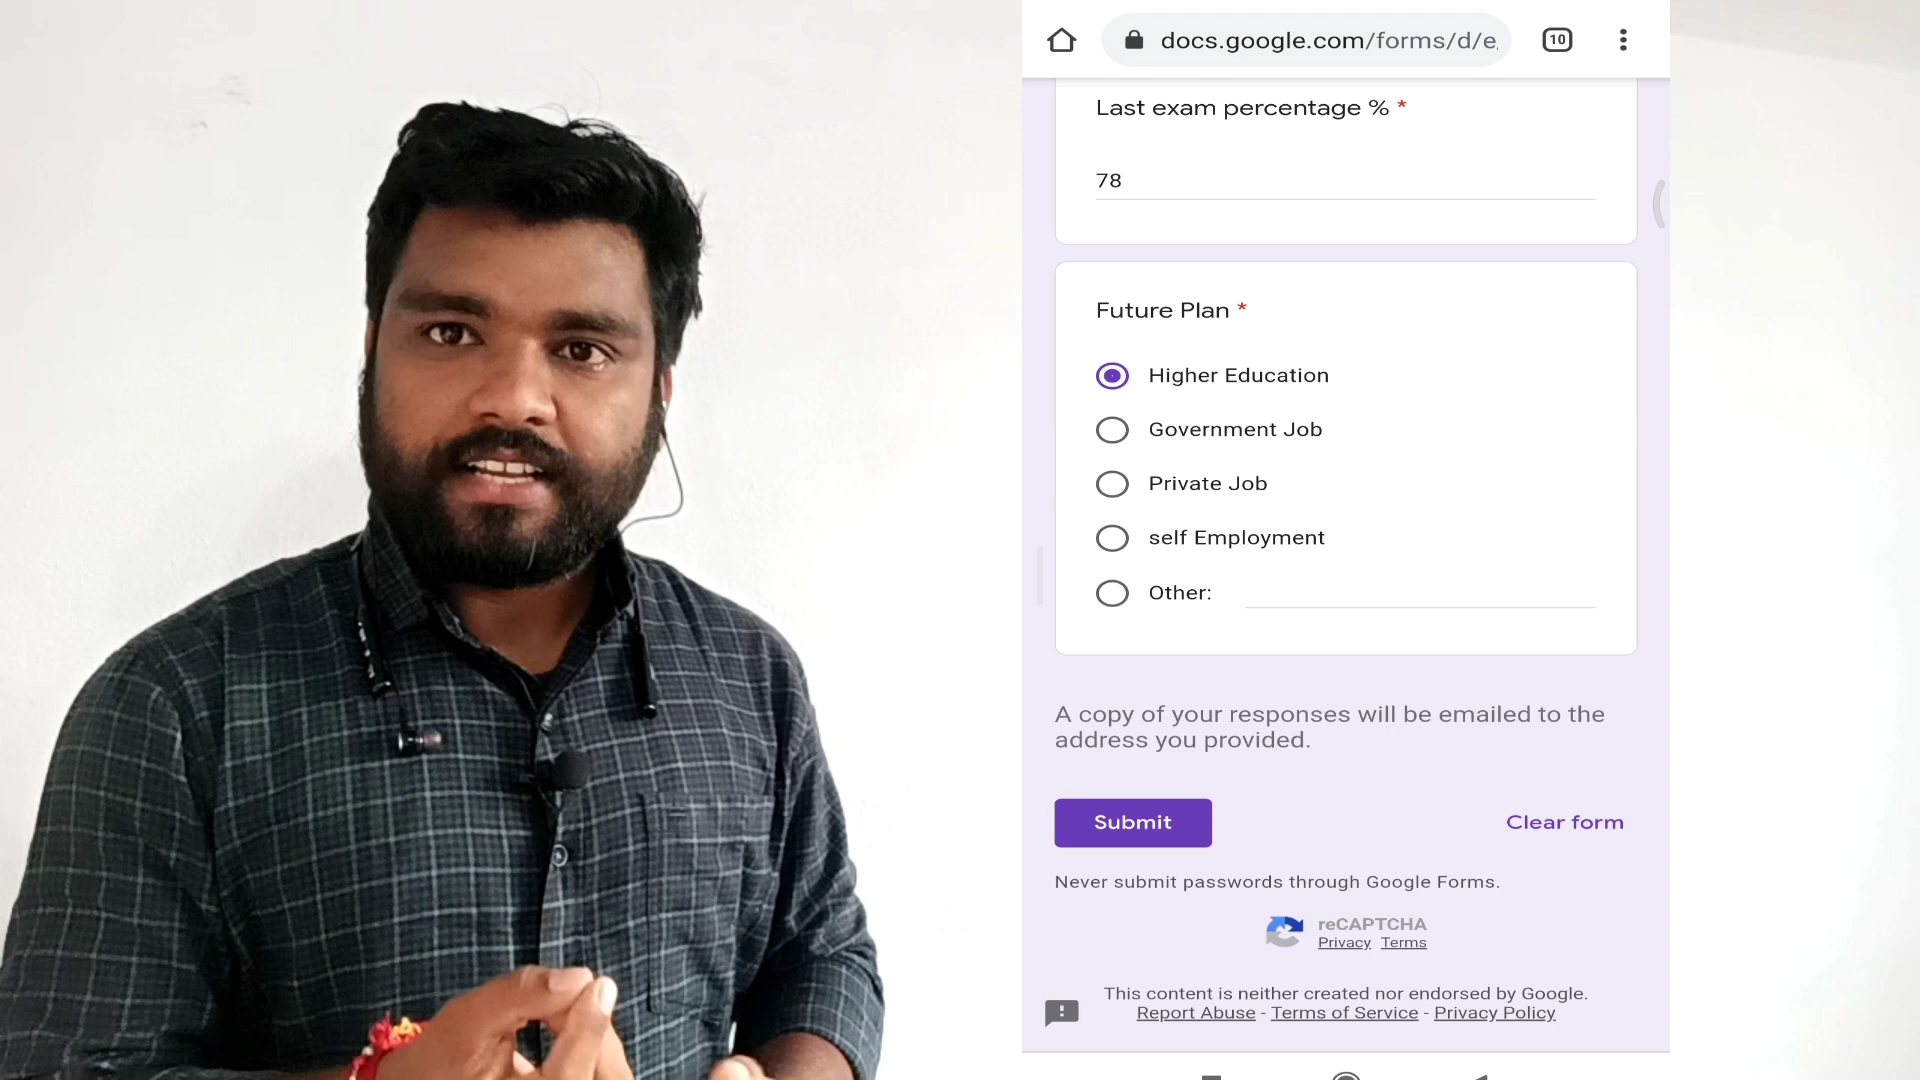 docs.google.com/forms/d/e
10
Last exam percentage % *
78
Future Plan *
Higher Education
Government Job
Private Job
self Employment
Other:
A copy of your responses will be emailed to the
address you provided.
Submit
Clear form
Never submit passwords through Google Forms.
reCAPTCHA
Privacy Terms
This content is neither created nor endorsed by Google.
Report Abuse - Terms of Service - Privacy Policy